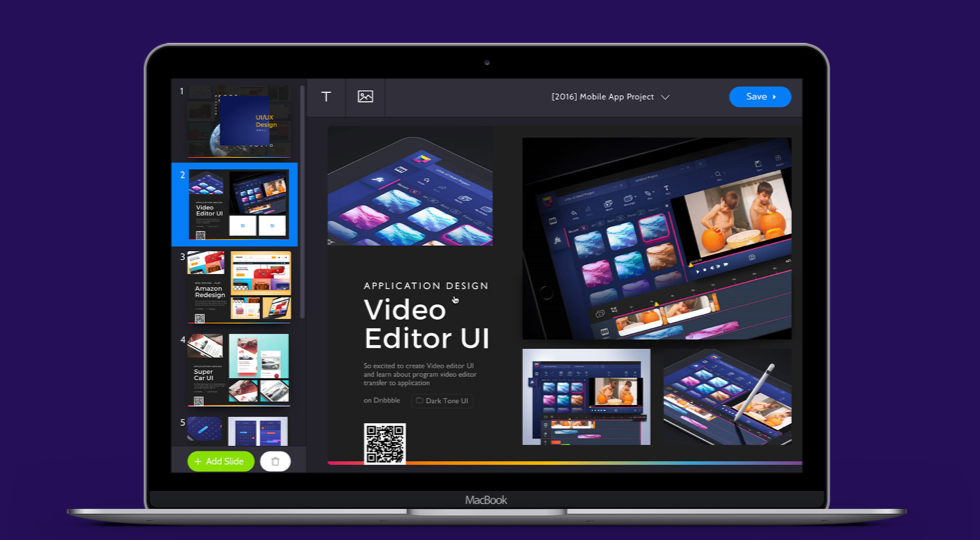 1
UI/UX
Design
2
Video
Editor UI
3
Amazon
Redesign
4
Super
Car UI
5
+ Add Slide
T
[2016] Mobile App Project
Save
APPLICATION DESIGN
Video
Editor UI
So excited to create Video editor UI
and learn about program video editor
transfer to application
on Dribbble
Dark Tone UI
MacBook